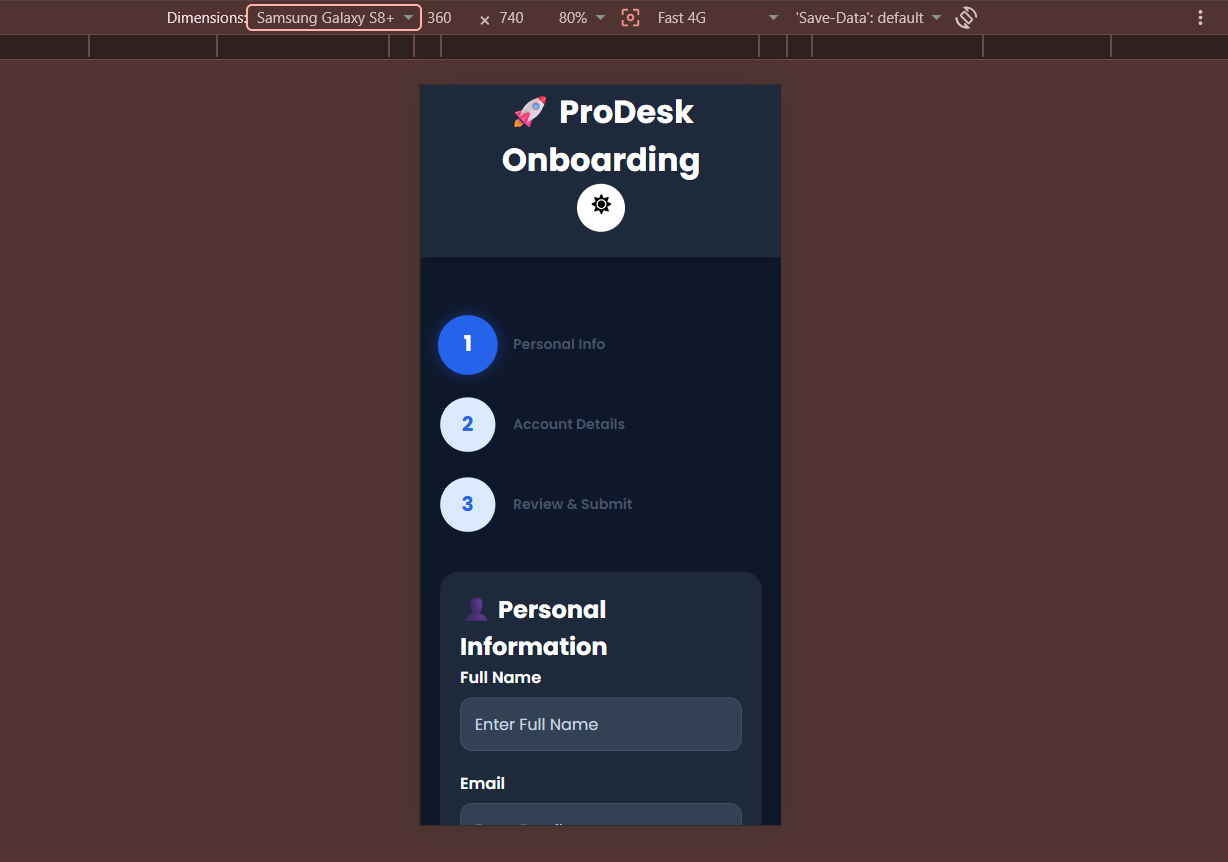 Dimensions: Samsung Galaxy S8+ 360 × 740 80% Fast 4G 'Save-Data': default
🚀 ProDesk
Onboarding
1 Personal Info
2 Account Details
3 Review & Submit
👤 Personal
Information
Full Name
Enter Full Name
Email